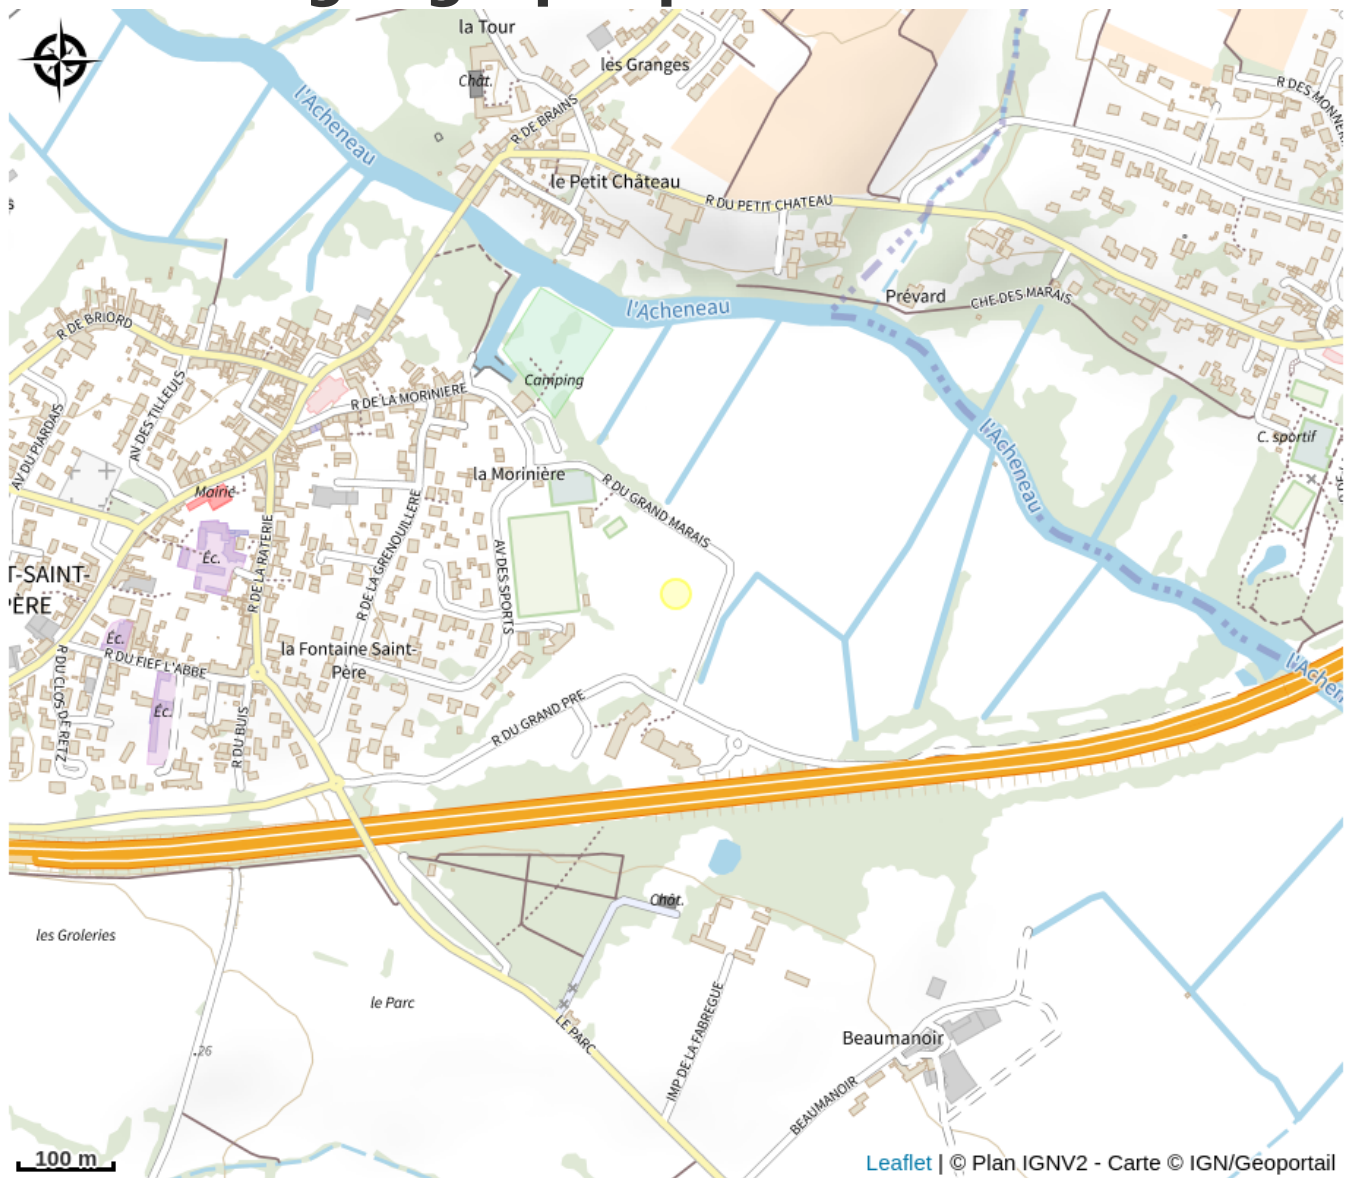 la Tour
les Granges
Chât.
R DE BRAINS
R DES MONNERI
l'Acheneau
le Petit Château
R DU PETIT CHATEAU
s
Prévard
CHE DES MARAIS
l'Acheneau
R DE BRIORD
Camping
R DE LA MORINIERE
AV DES TILLEULS
AV DU PIARDAIS
l'Acheneau
C. sportif
la Morinière
Mairie
R DU GRAND MARAIS
R DE LA GRENOUILLERE
R DE LA RATERIE
AV DES SPORTS
Éc.
T-SAINT-
PÈRE
Éc.
R DU FIEF L'ABBE
la Fontaine Saint-
Père
R DU CLOS DE RETZ
Éc.
R DU BUIS
R DU GRAND PRE
l'Achen
Chât.
les Groleries
le Parc
LE PARC
IMP DE LA FABREGUE
Beaumanoir
BEAUMANOIR
.26
100 m
Leaflet | © Plan IGNV2 - Carte © IGN/Geoportail